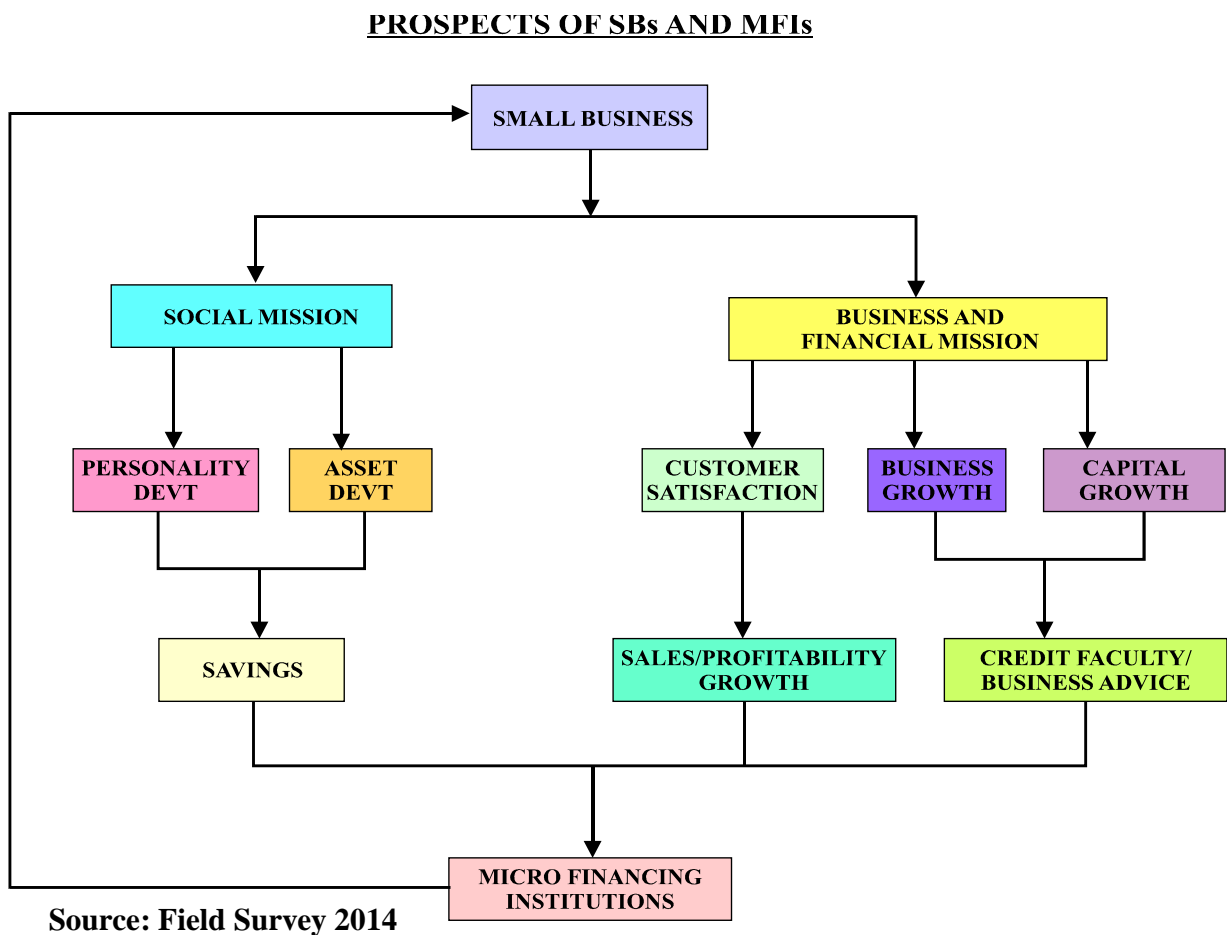 PROSPECTS OF SBs AND MFIs
SMALL BUSINESS
SOCIAL MISSION
BUSINESS AND
FINANCIAL MISSION
PERSONALITY
DEVT
ASSET
DEVT
CUSTOMER
SATISFACTION
BUSINESS
GROWTH
CAPITAL
GROWTH
SAVINGS
SALES/PROFITABILITY
GROWTH
CREDIT FACULTY/
BUSINESS ADVICE
MICRO FINANCING
INSTITUTIONS
Source: Field Survey 2014